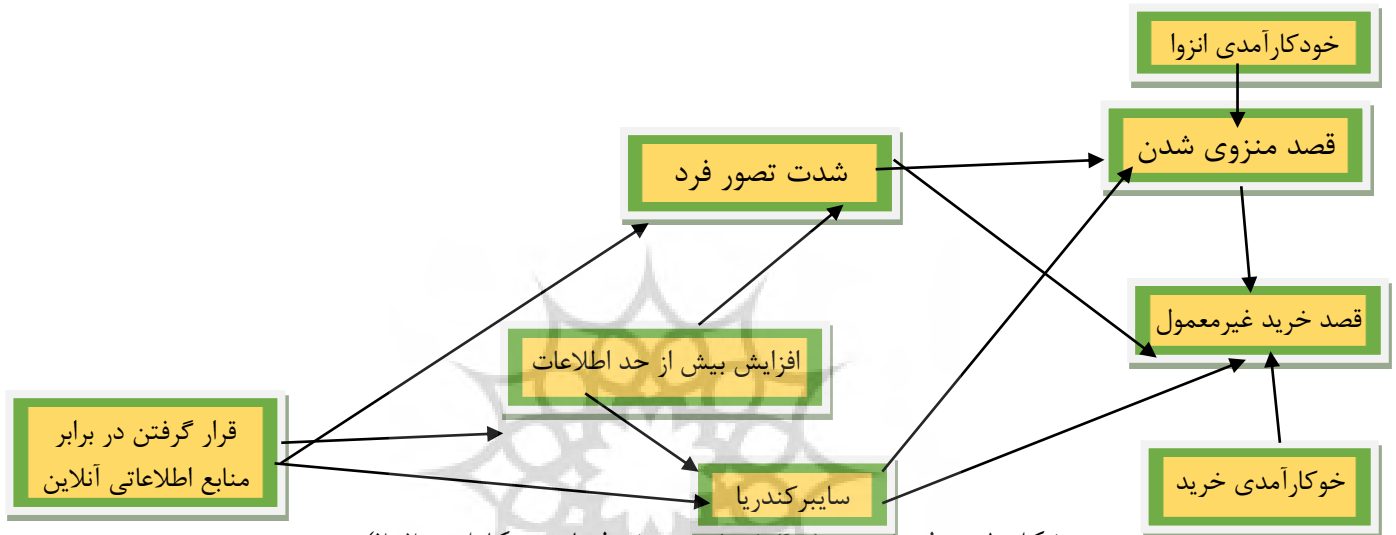 خودکارآمدی انزوا
قصد منزوی شدن
شدت تصور فرد
قصد خرید غیرمعمول
افزایش بیش از حد اطلاعات
قرار گرفتن در برابر
منابع اطلاعاتی آنلاین
خوکارآمدی خرید
سایبرکندریا